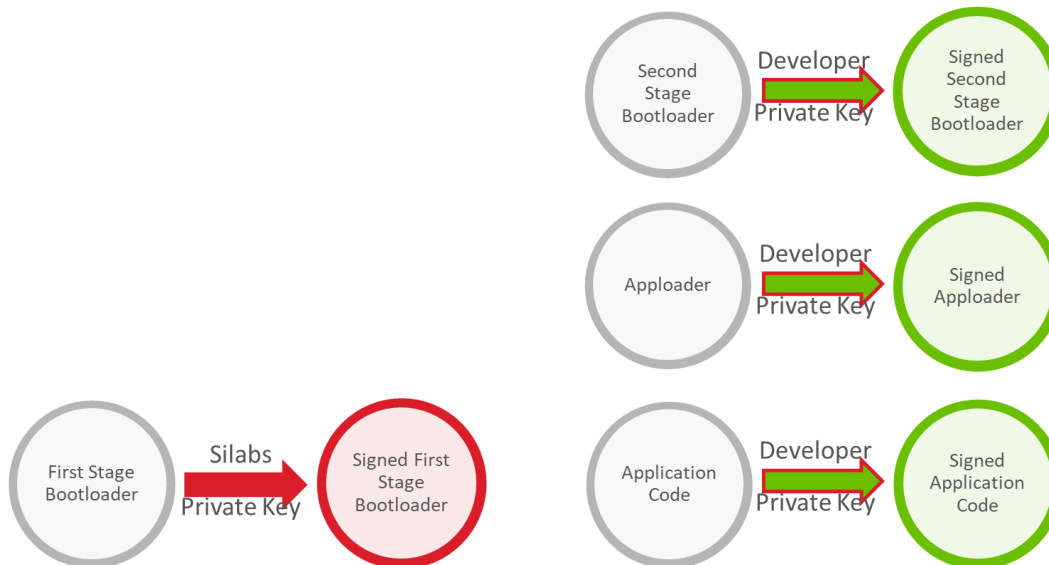 Second
Stage
Bootloader
Developer
Private Key
Signed
Second
Stage
Bootloader
Apploader
Developer
Private Key
Signed
Apploader
First Stage
Bootloader
Silabs
Private Key
Signed First
Stage
Bootloader
Application
Code
Developer
Private Key
Signed
Application
Code